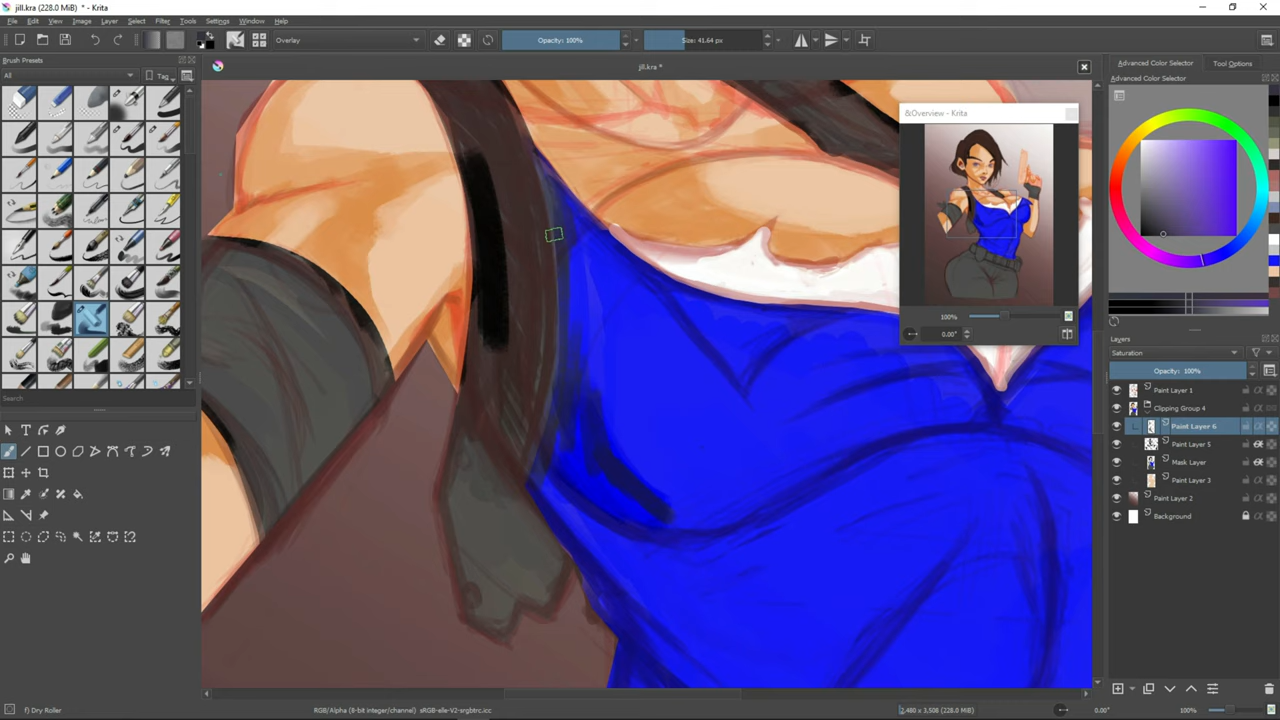 jill.kra (228.0 MiB) * - Krita
File Edit View Image Layer Select Filter Tools Settings Window Help
Overlay
Opacity: 100%
Size: 41.64 px
Brush Presets
All
Tag
Search
jill.kra *
&Overview - Krita
100%
0.00°
Advanced Color Selector
Tool Options
Advanced Color Selector
Layers
Saturation
Opacity: 100%
Paint Layer 1
Clipping Group 4
Paint Layer 6
Paint Layer 5
Mask Layer
Paint Layer 3
Paint Layer 2
Background
f) Dry Roller
RGB/Alpha (8-bit integer/channel) sRGB-elle-V2-srgbtrc.icc
2,480 x 3,508 (228.0 MiB)
0.00°
100%